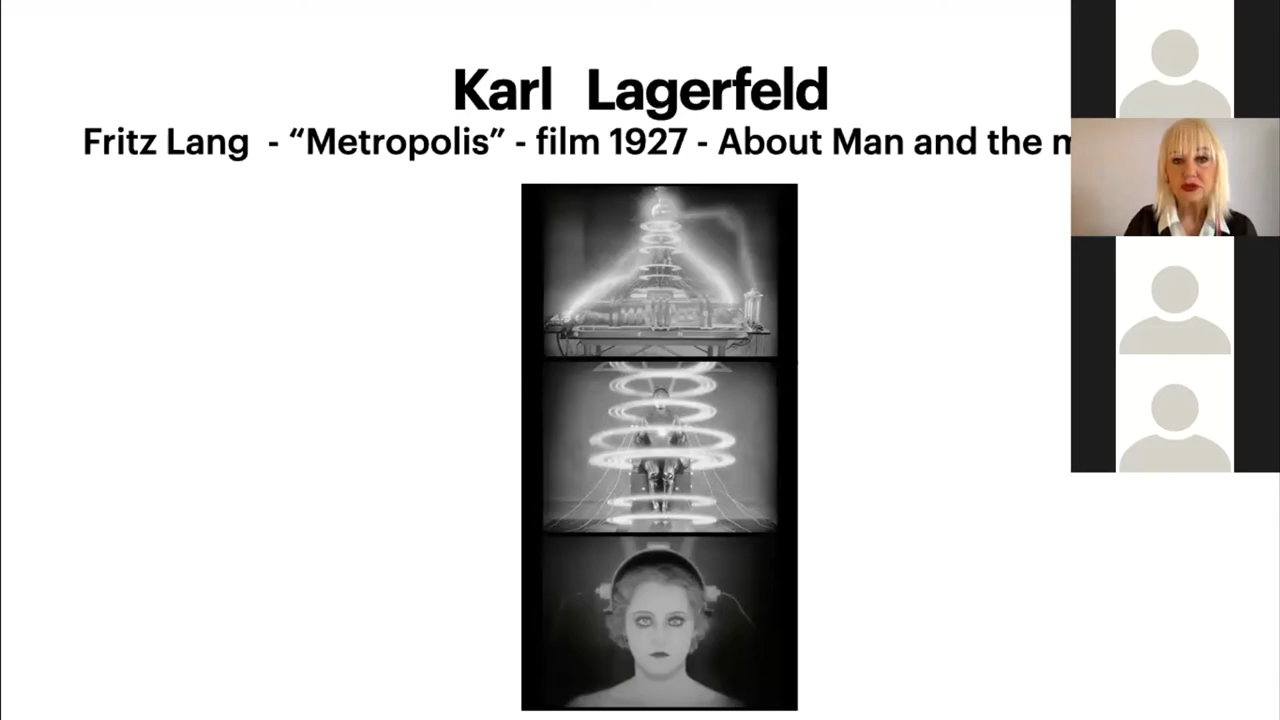 Karl Lagerfeld
Fritz Lang - “Metropolis” - film 1927 - About Man and the